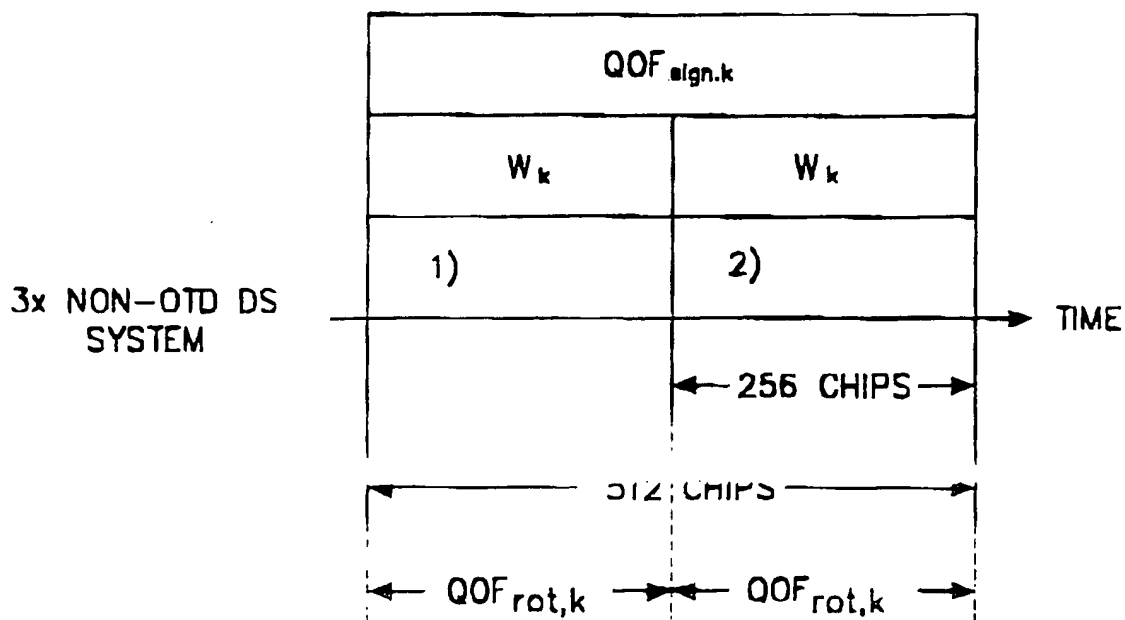 QOF sign.k
W k
W k
1)
2)
3x NON-OTD DS
SYSTEM
TIME
256 CHIPS
512 CHIPS
QOF rot,k
QOF rot,k